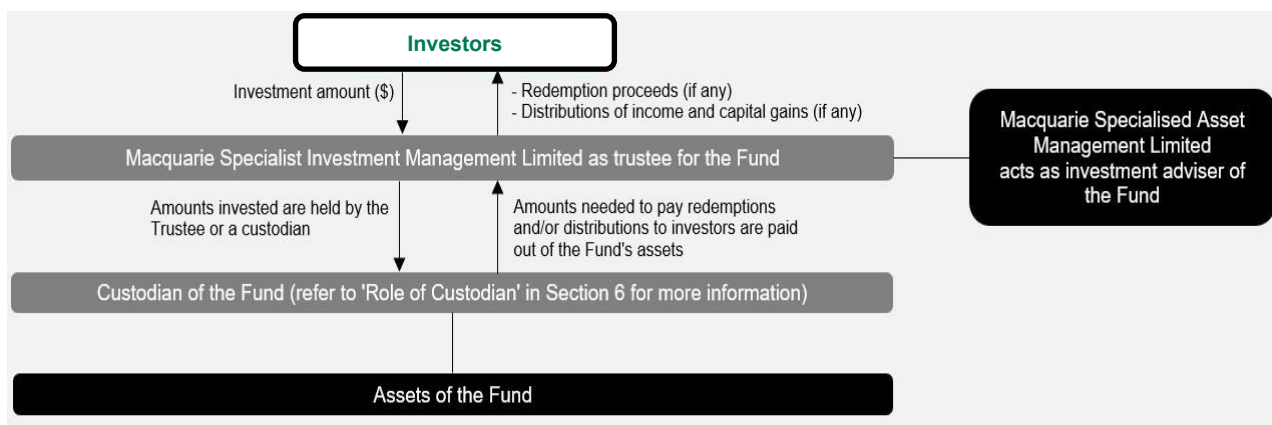 Investors
Investment amount ($)
- Redemption proceeds (if any)
- Distributions of income and capital gains (if any)
Macquarie Specialist Investment Management Limited as trustee for the Fund
Macquarie Specialised Asset
Management Limited
acts as investment adviser of
the Fund
Amounts invested are held by the
Trustee or a custodian
Amounts needed to pay redemptions
and/or distributions to investors are paid
out of the Fund's assets
Custodian of the Fund (refer to 'Role of Custodian' in Section 6 for more information)
Assets of the Fund